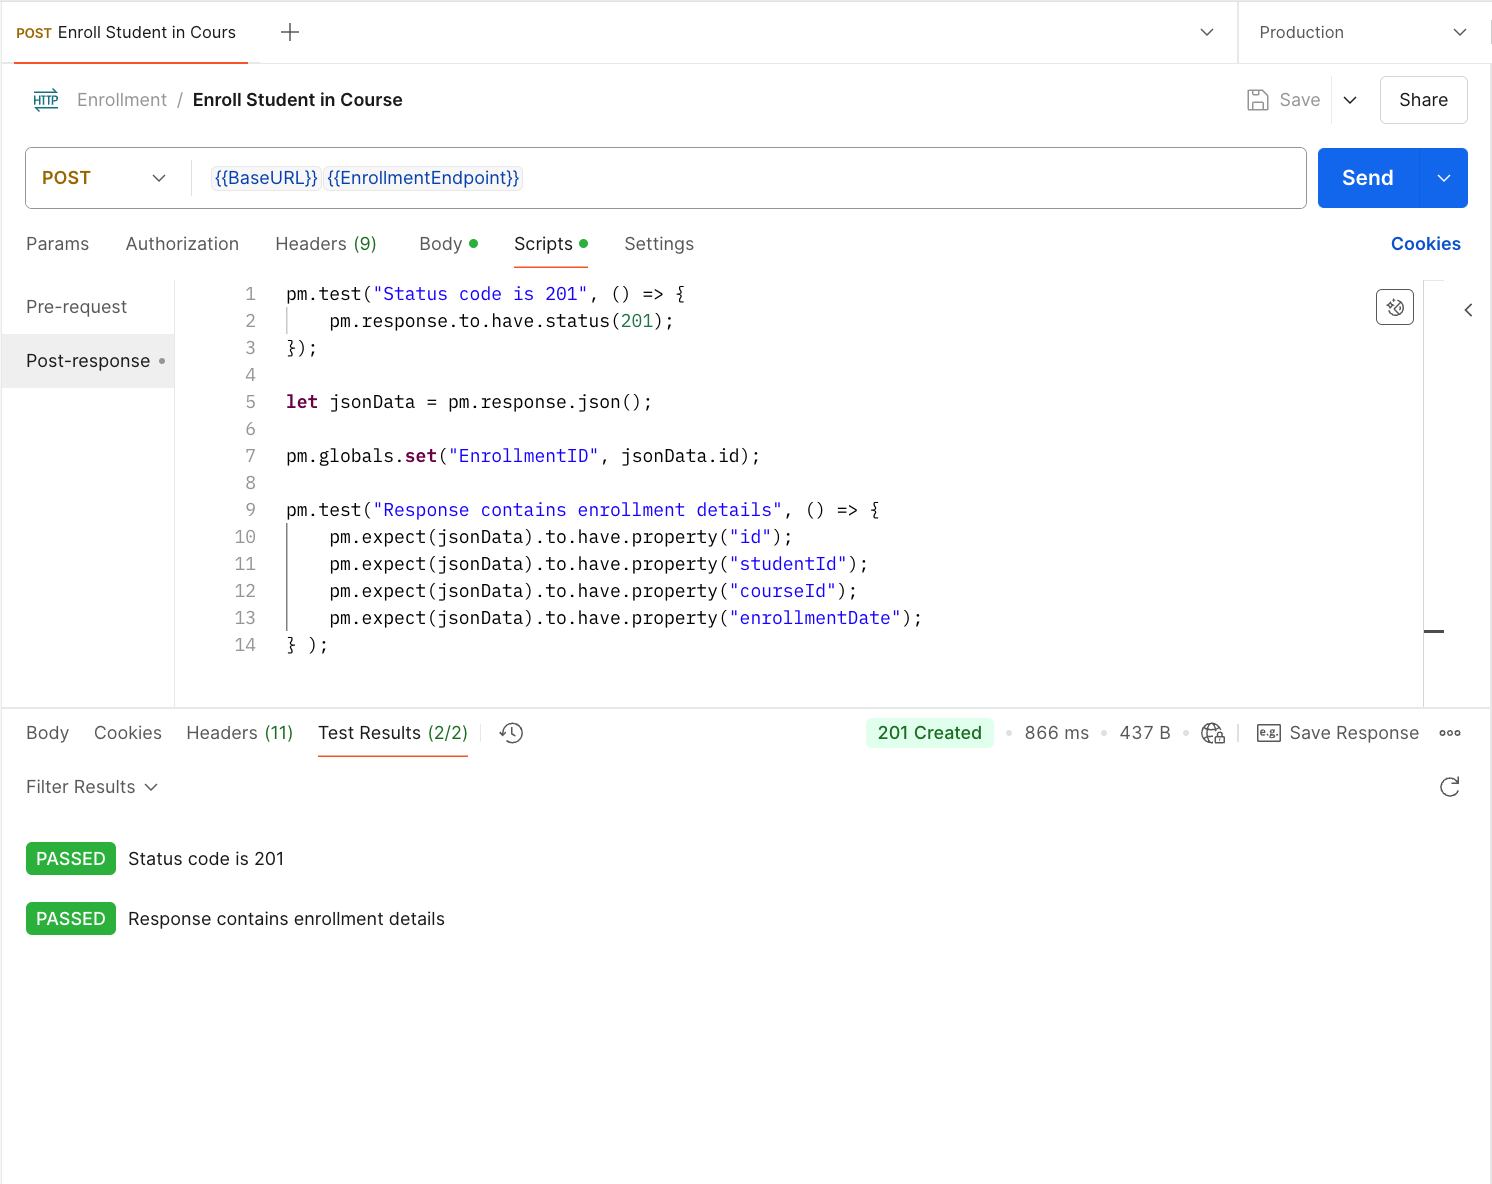 POST Enroll Student in Cours
Production
HTTP Enrollment / Enroll Student in Course
Save
Share
POST
{{BaseURL}} {{EnrollmentEndpoint}}
Send
Params Authorization Headers (9) Body Scripts Settings
Cookies
Pre-request
Post-response
1 pm.test("Status code is 201", () => {
2 pm.response.to.have.status(201);
3 });
4
5 let jsonData = pm.response.json();
6
7 pm.globals.set("EnrollmentID", jsonData.id);
8
9 pm.test("Response contains enrollment details", () => {
10 pm.expect(jsonData).to.have.property("id");
11 pm.expect(jsonData).to.have.property("studentId");
12 pm.expect(jsonData).to.have.property("courseId");
13 pm.expect(jsonData).to.have.property("enrollmentDate");
14 } );
Body Cookies Headers (11) Test Results (2/2)
201 Created • 866 ms • 437 B • e.g. Save Response
Filter Results
PASSED Status code is 201
PASSED Response contains enrollment details